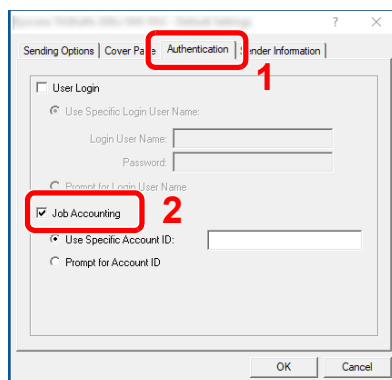 ? X
Sending Options Cover Page Authentication Sender Information
1
User Login
Use Specific Login User Name:
Login User Name:
Password:
Prompt for Login User Name
Job Accounting
2
Use Specific Account ID:
Prompt for Account ID
OK Cancel